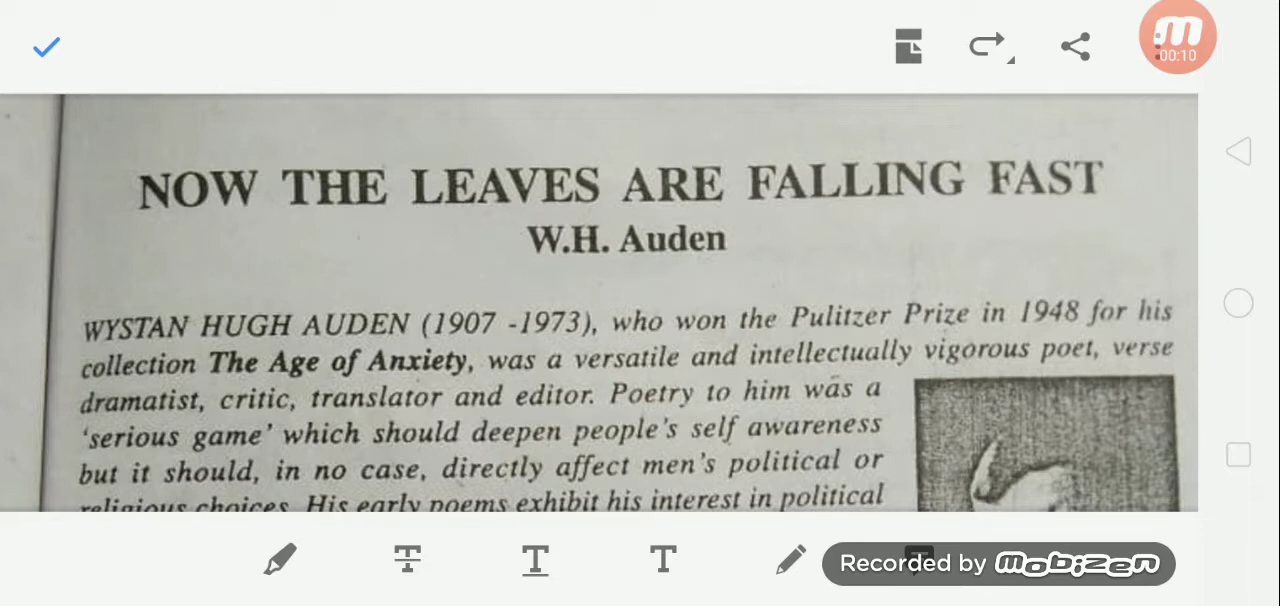 00:10
NOW THE LEAVES ARE FALLING FAST
W.H. Auden
WYSTAN HUGH AUDEN (1907 -1973), who won the Pulitzer Prize in 1948 for his
collection The Age of Anxiety, was a versatile and intellectually vigorous poet, verse
dramatist, critic, translator and editor. Poetry to him was a
'serious game' which should deepen people's self awareness
but it should, in no case, directly affect men's political or
religious choices. His early poems exhibit his interest in political
T T T
Recorded by mobizen